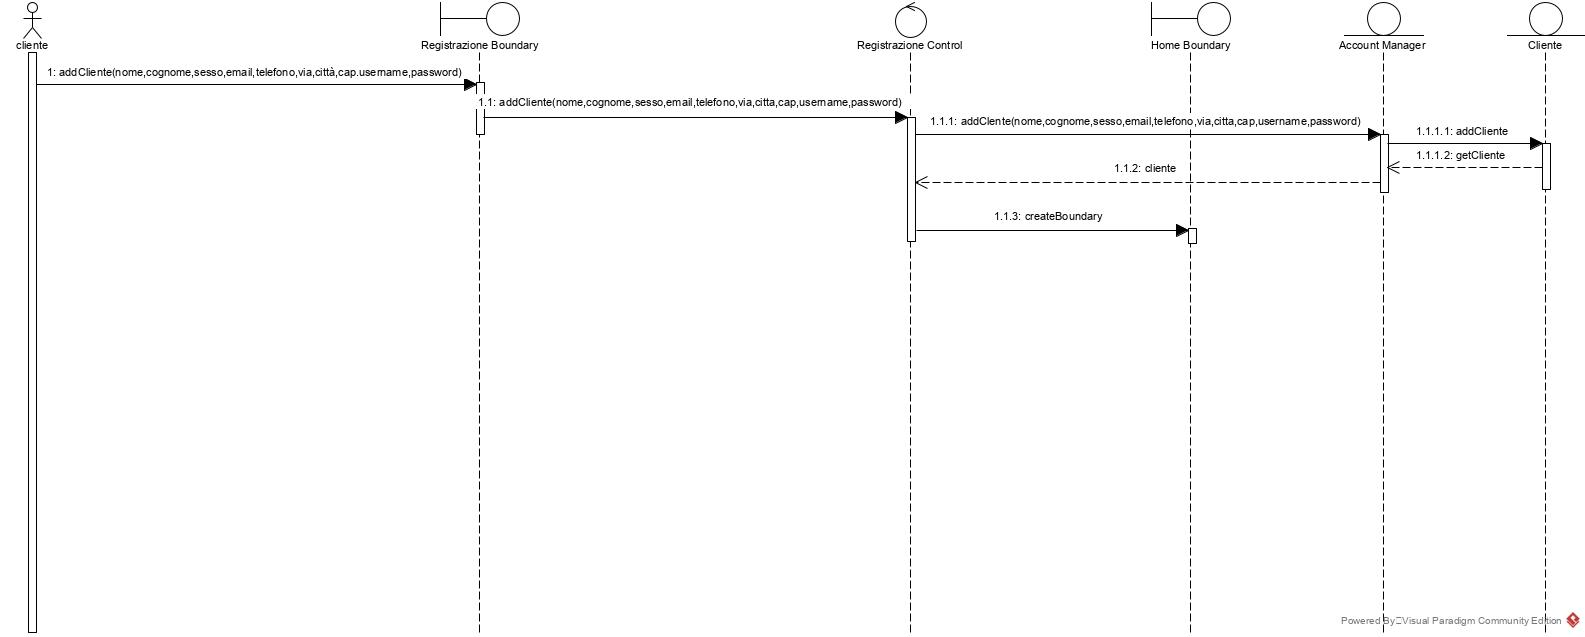 cliente
Registrazione Boundary
Registrazione Control
Home Boundary
Account Manager
Cliente
1: addCliente(nome,cognome,sesso,email,telefono,via,città,cap.username,password)
1.1: addCliente(nome,cognome,sesso,email,telefono,via,citta,cap,username,password)
1.1.1: addClente(nome,cognome,sesso,email,telefono,via,citta,cap,username,password)
1.1.1.1: addCliente
1.1.1.2: getCliente
1.1.2: cliente
1.1.3: createBoundary
Powered By Visual Paradigm Community Edition